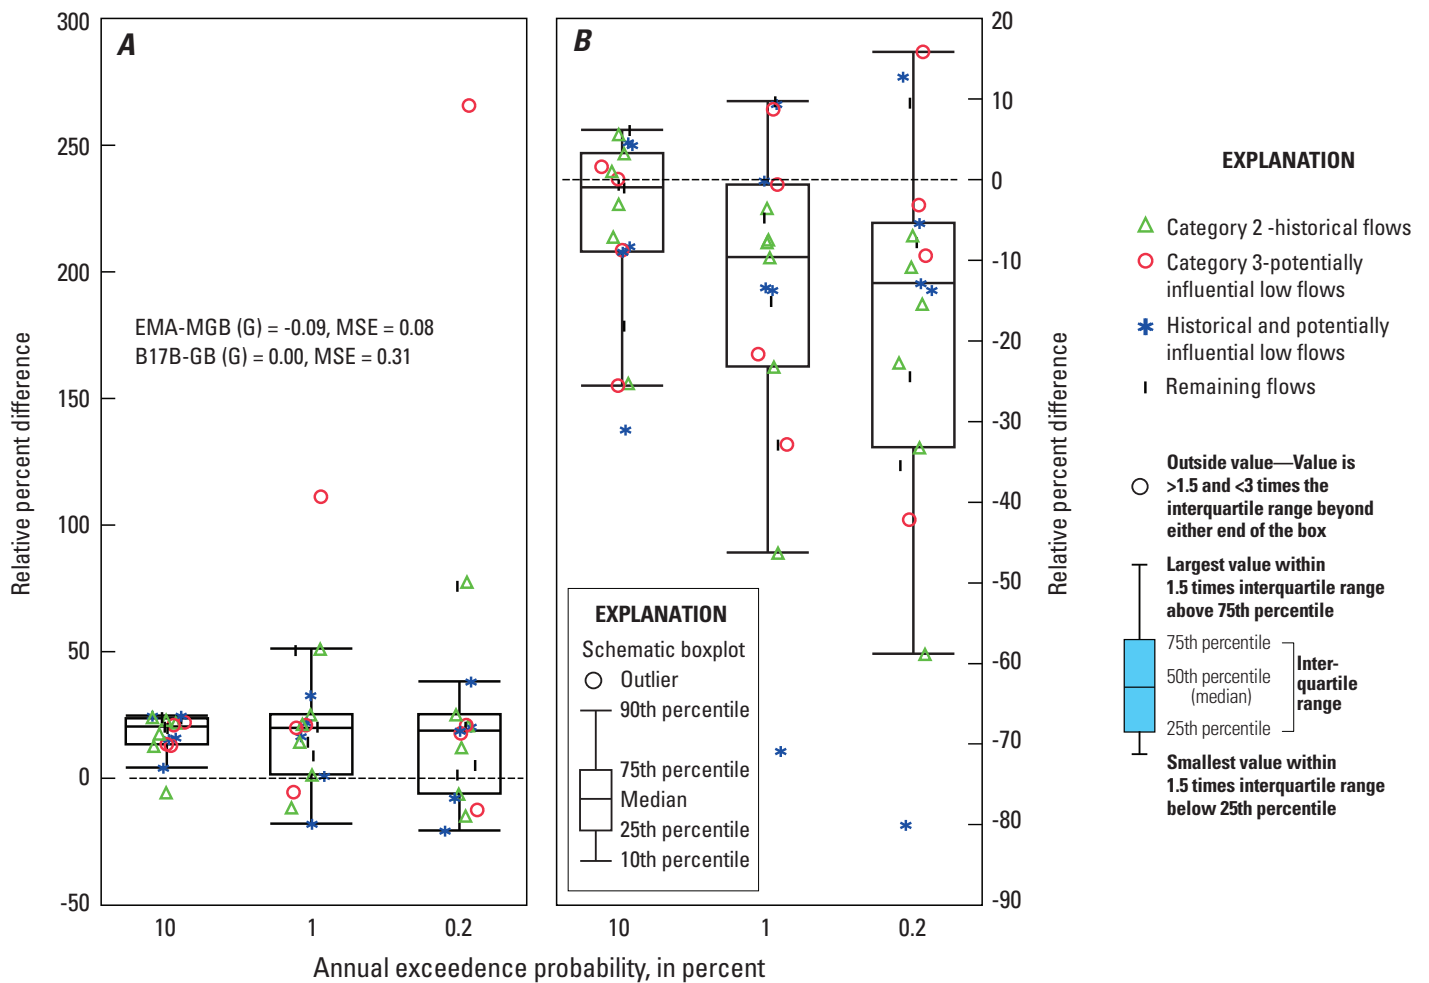 A
300
250
200
150
100
50
0
-50
Relative percent difference
EMA-MGB (G) = -0.09, MSE = 0.08
B17B-GB (G) = 0.00, MSE = 0.31
10
1
0.2
B
20
10
0
-10
-20
-30
-40
-50
-60
-70
-80
-90
Relative percent difference
EXPLANATION
Schematic boxplot
Outlier
90th percentile
75th percentile
Median
25th percentile
10th percentile
10
1
0.2
Annual exceedence probability, in percent
EXPLANATION
Category 2 -historical flows
Category 3-potentially
influential low flows
Historical and potentially
influential low flows
Remaining flows
Outside value—Value is
>1.5 and <3 times the
interquartile range beyond
either end of the box
Largest value within
1.5 times interquartile range
above 75th percentile
75th percentile
50th percentile
(median)
25th percentile
Inter-
quartile
range
Smallest value within
1.5 times interquartile range
below 25th percentile